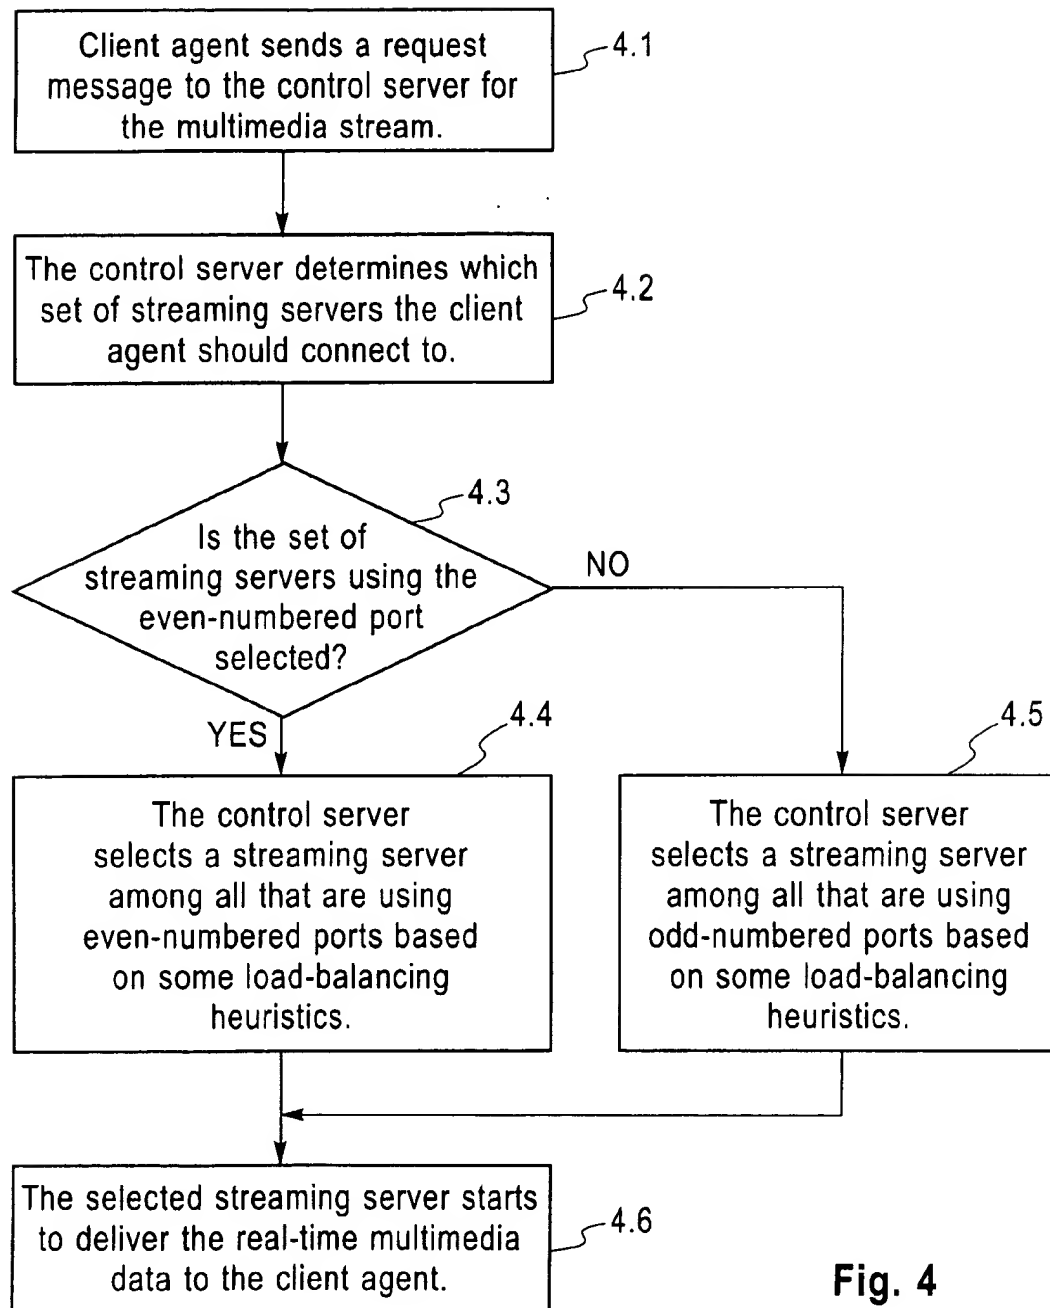 Client agent sends a request
message to the control server for
the multimedia stream.
4.1
The control server determines which
set of streaming servers the client
agent should connect to.
4.2
4.3
Is the set of
streaming servers using the
even-numbered port
selected?
NO
YES
4.4
The control server
selects a streaming server
among all that are using
even-numbered ports based
on some load-balancing
heuristics.
4.5
The control server
selects a streaming server
among all that are using
odd-numbered ports based
on some load-balancing
heuristics.
The selected streaming server starts
to deliver the real-time multimedia
data to the client agent.
4.6
Fig. 4